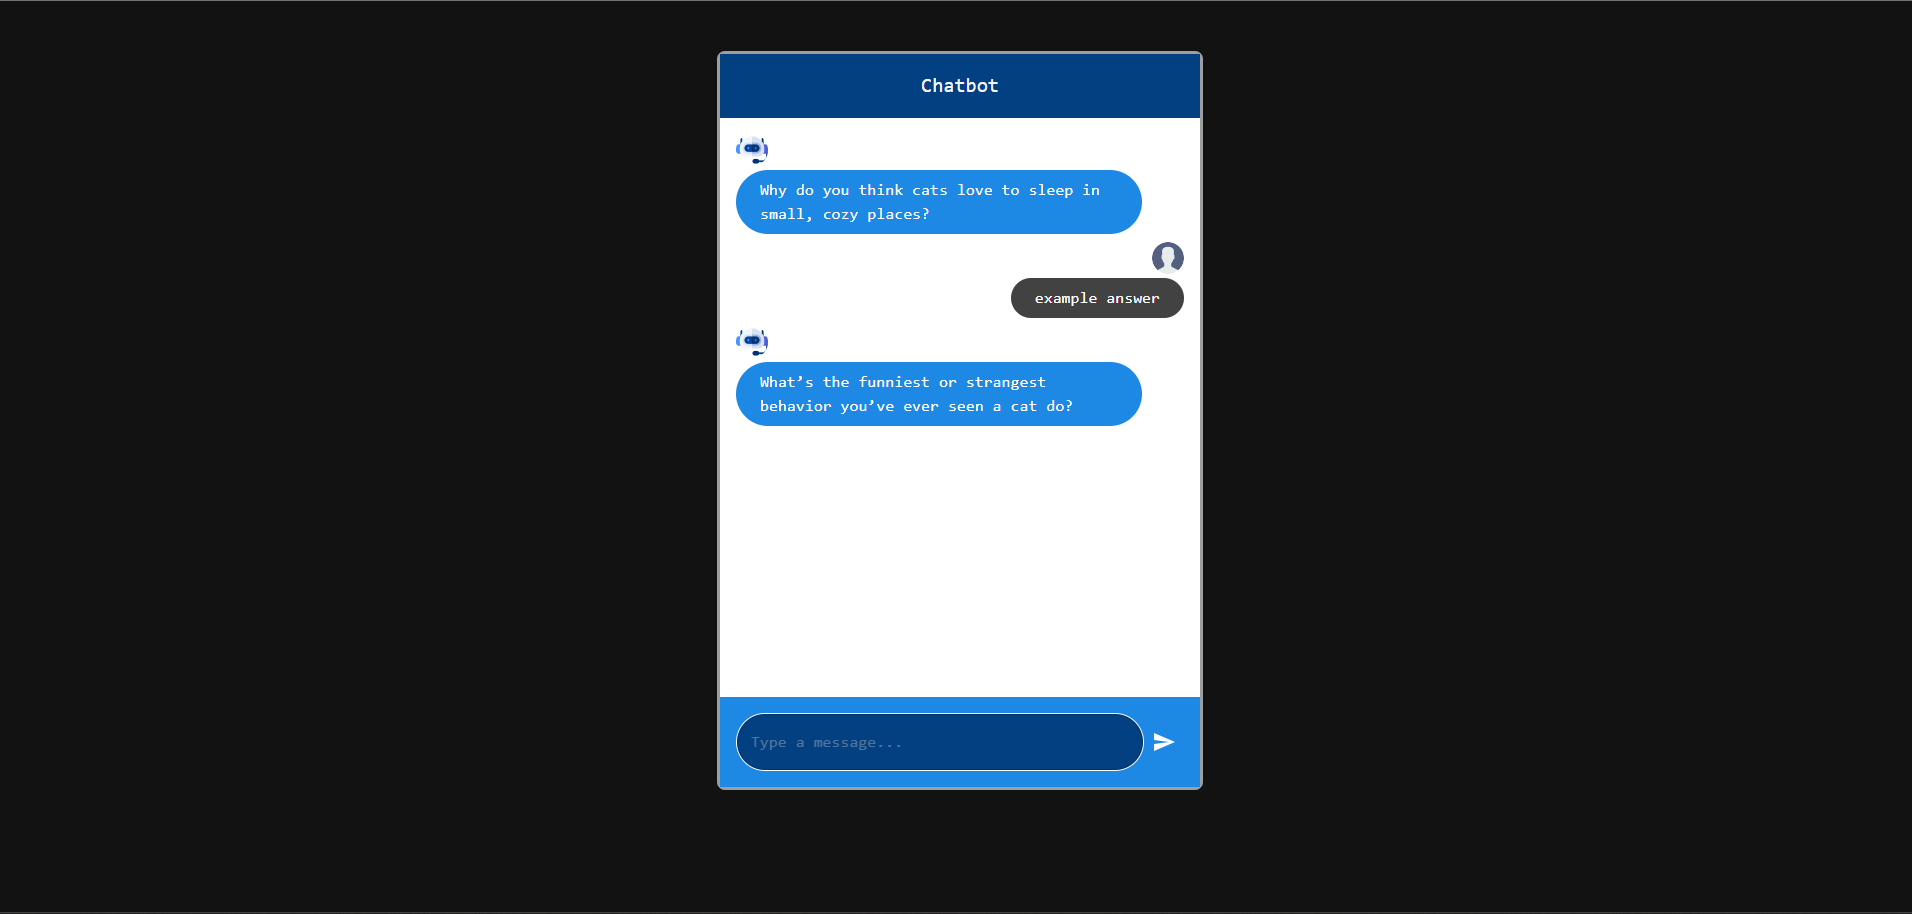 Chatbot
Why do you think cats love to sleep in
small, cozy places?
example answer
What’s the funniest or strangest
behavior you’ve ever seen a cat do?
Type a message...